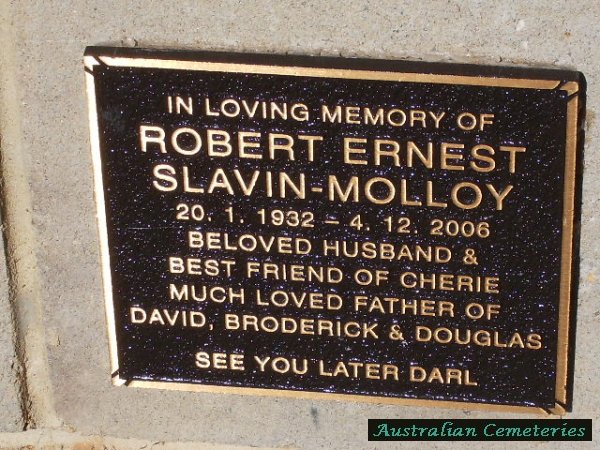 IN LOVING MEMORY OF
ROBERT ERNEST
SLAVIN-MOLLOY
20. 1. 1932 – 4. 12. 2006
BELOVED HUSBAND &
BEST FRIEND OF CHERIE
MUCH LOVED FATHER OF
DAVID, BRODERICK & DOUGLAS
SEE YOU LATER DARL
Australian Cemeteries